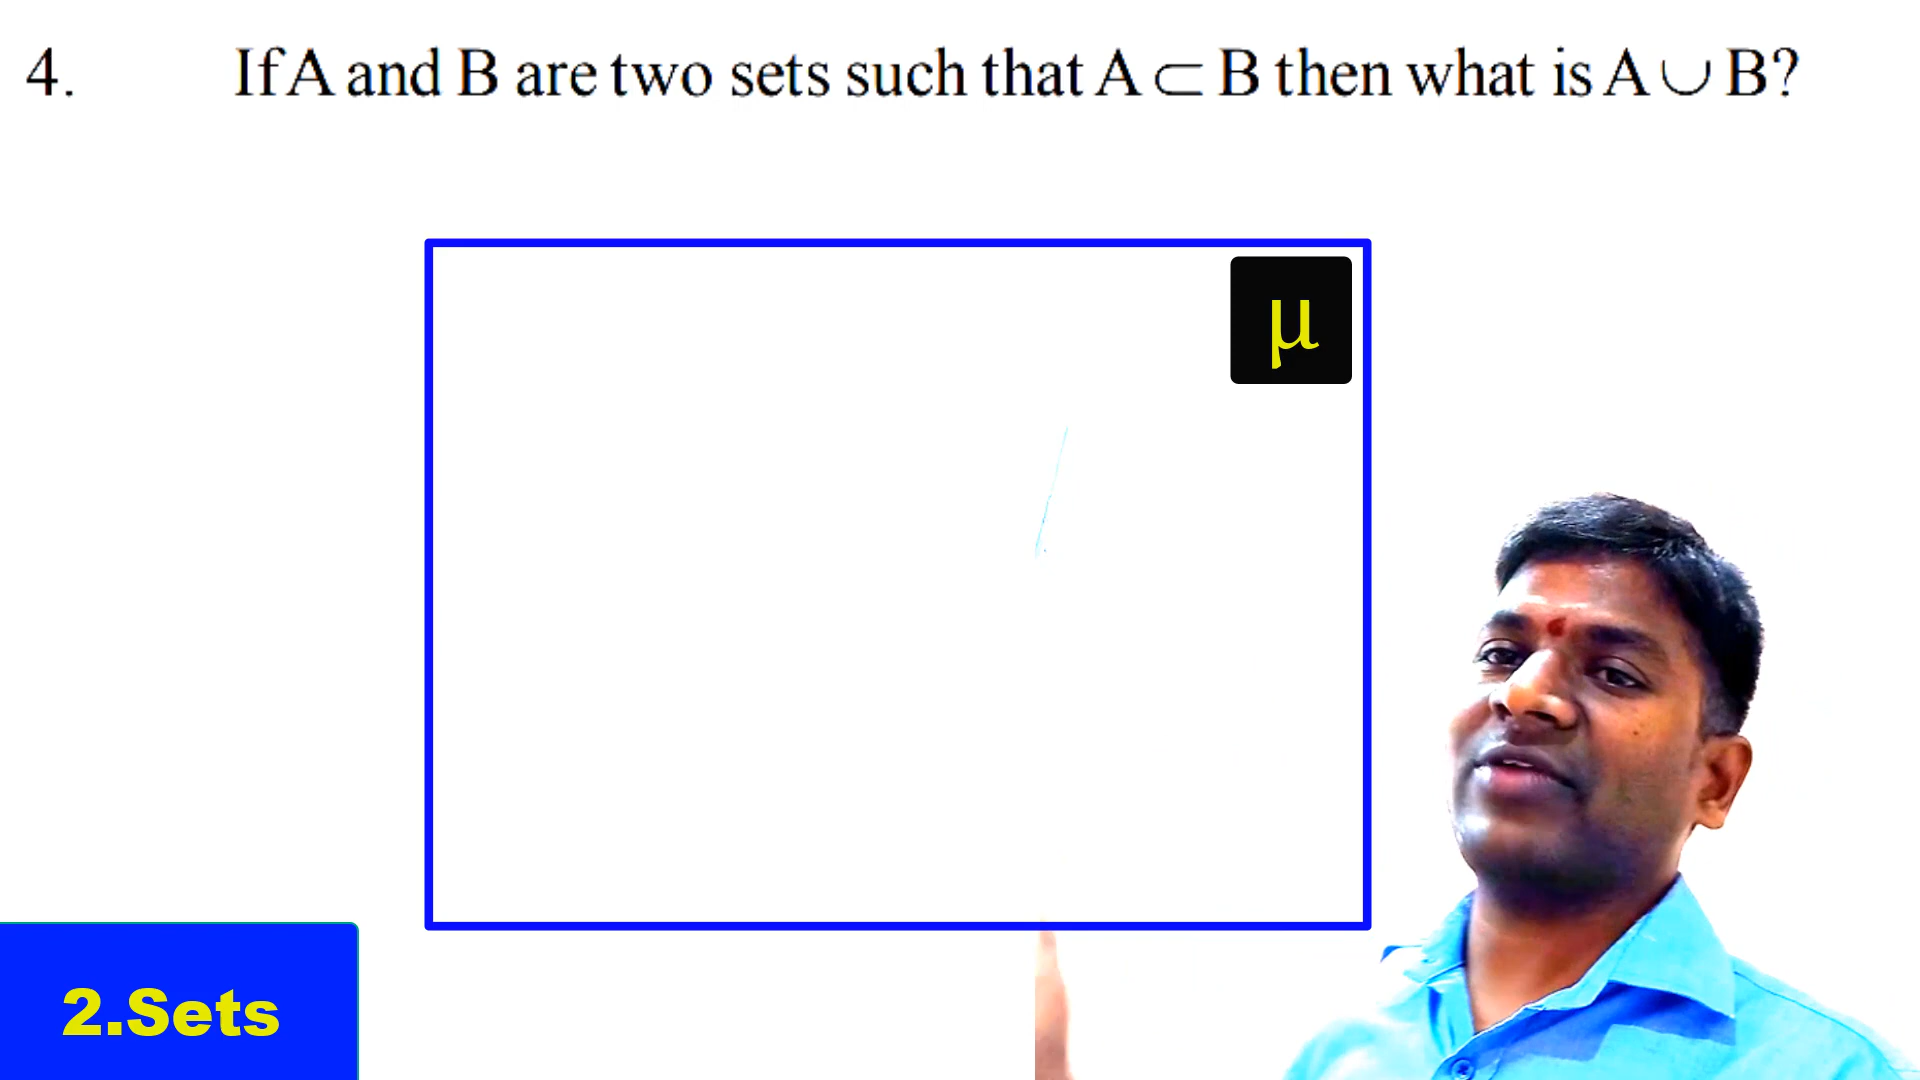 4. If A and B are two sets such that A ⊂ B then what is A ∪ B?
μ
2.Sets